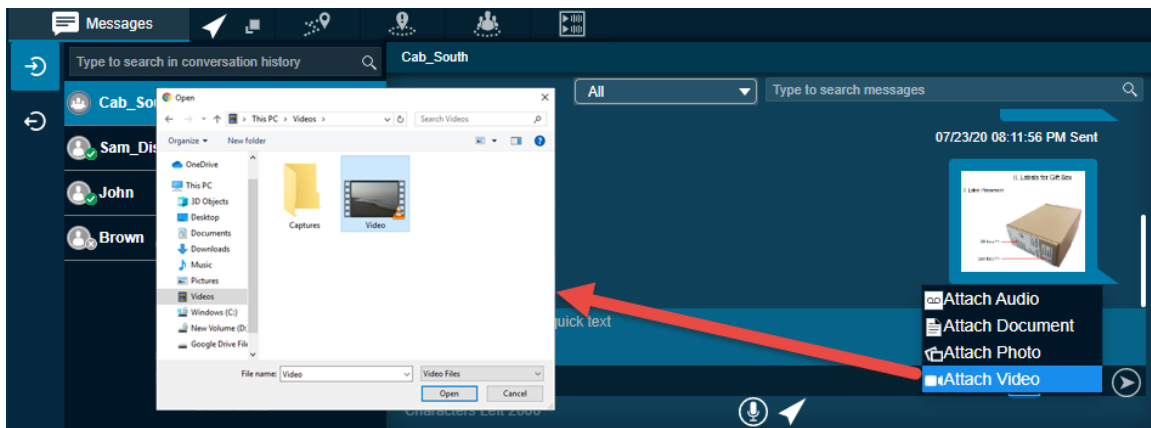 Messages
Type to search in conversation history
Cab_South
Cab_So
Sam_Dis
John
Brown
All
Type to search messages
07/23/20 08:11:56 PM Sent
II. Labels for Gift Box
Open
This PC > Videos >
Search Videos
Organize
New folder
OneDrive
This PC
3D Objects
Desktop
Documents
Downloads
Music
Pictures
Videos
Windows (C:)
New Volume (D:
Google Drive File
Captures
Video
File name: Video
Video Files
Open
Cancel
quick text
Attach Audio
Attach Document
Attach Photo
Attach Video
Characters Left 2000